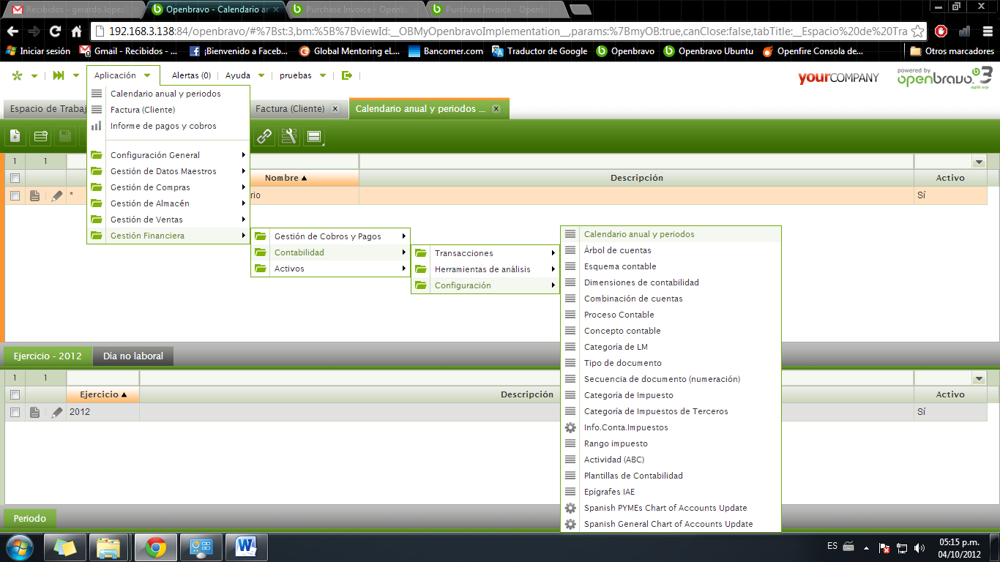 Recibidos - gerardo.lopez
Openbravo - Calendario an
Purchase Invoice - Openb
Purchase Invoice - Openb
192.168.3.138:84/openbravo/#%7Bst:3,bm:%5B%7BviewId:__OBMyOpenbravoImplementation__,params:%7BmyOB:true,canClose:false,tabTitle:__Espacio%20de%20Tra
Iniciar sesión
Gmail - Recibidos - ...
¡Bienvenido a Faceb...
Global Mentoring eL...
Bancomer.com
Traductor de Google
Openbravo
Openbravo Ubuntu
Openfire Consola de...
Otros marcadores
Aplicación
Alertas (0)
Ayuda
pruebas
yourCOMPANY
powered by
openbravo 3
agile erp
Espacio de Trabaj
Factura (Cliente)
Calendario anual y periodos ...
Calendario anual y periodos
Factura (Cliente)
Informe de pagos y cobros
Configuración General
Gestión de Datos Maestros
Gestión de Compras
Gestión de Almacén
Gestión de Ventas
Gestión Financiera
Gestión de Cobros y Pagos
Contabilidad
Activos
Transacciones
Herramientas de análisis
Configuración
Calendario anual y periodos
Árbol de cuentas
Esquema contable
Dimensiones de contabilidad
Combinación de cuentas
Proceso Contable
Concepto contable
Categoría de LM
Tipo de documento
Secuencia de documento (numeración)
Categoría de Impuesto
Categoría de Impuestos de Terceros
Info.Conta.Impuestos
Rango impuesto
Actividad (ABC)
Plantillas de Contabilidad
Epigrafes IAE
Spanish PYMEs Chart of Accounts Update
Spanish General Chart of Accounts Update
1 1
Nombre Descripción Activo
* rio Sí
Ejercicio - 2012
Día no laboral
1 1
Ejercicio Descripción Activo
2012 Sí
Periodo
ES
05:15 p.m.
04/10/2012